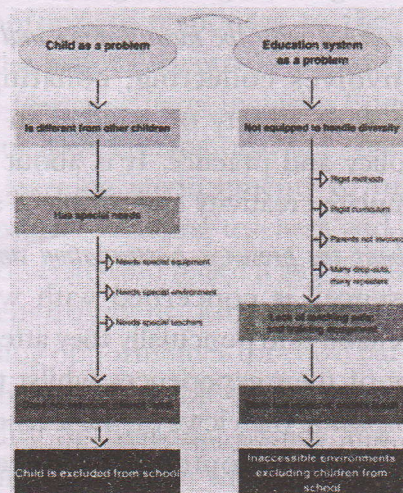 Child as a problem
Is different from other children
Has special needs
Needs special equipment
Needs special environment
Needs special teachers
Child is excluded from school
Education system
as a problem
Not equipped to handle diversity
Rigid methods
Rigid curriculum
Parents not involved
Many drop-outs,
many repeaters
Lack of teaching aids
and training equipment
Inaccessible environments
excluding children from
school